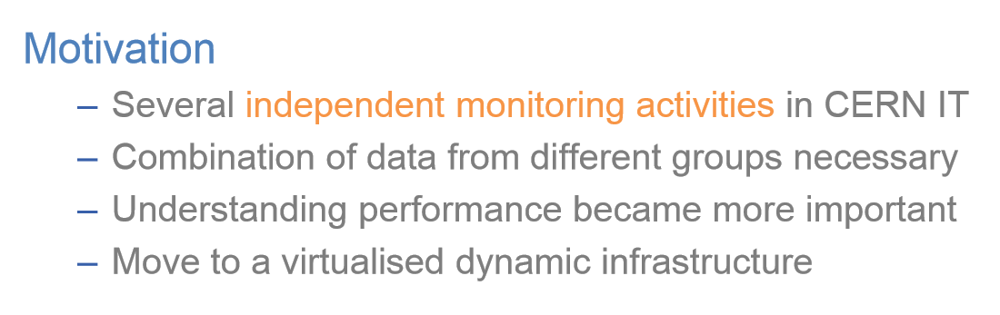 Motivation
– Several independent monitoring activities in CERN IT
– Combination of data from different groups necessary
– Understanding performance became more important
– Move to a virtualised dynamic infrastructure